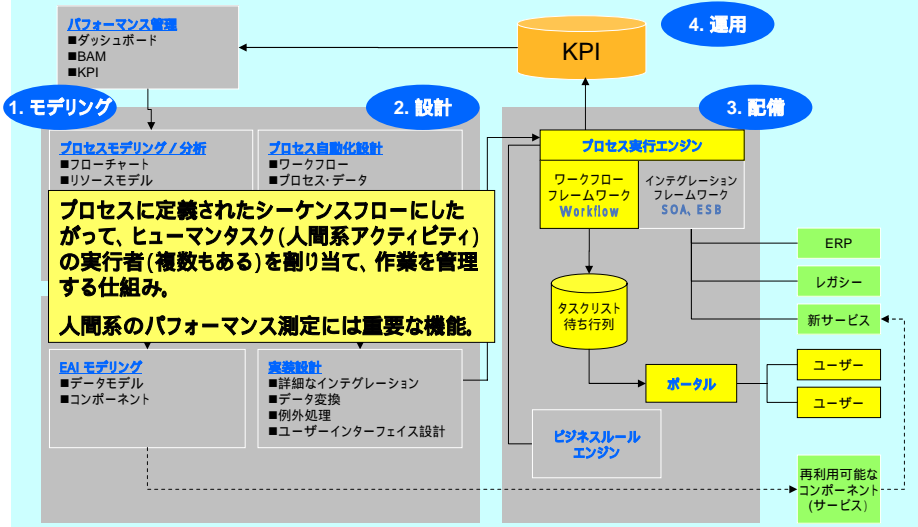 パフォーマンス管理
■ダッシュボード
■BAM
■KPI
KPI
4. 運用
1. モデリング
2. 設計
3. 配備
プロセスモデリング / 分析
■フローチャート
■リソースモデル
プロセス自動化設計
■ワークフロー
■プロセス・データ
プロセスに定義されたシーケンスフローにした
がって、ヒューマンタスク(人間系アクティビティ)
の実行者(複数もある)を割り当て、作業を管理
する仕組み。
人間系のパフォーマンス測定には重要な機能。
EAI モデリング
■データモデル
■コンポーネント
実装設計
■詳細なインテグレーション
■データ変換
■例外処理
■ユーザーインターフェイス設計
プロセス実行エンジン
ワークフロー
フレームワーク
Workflow
インテグレーション
フレームワーク
SOA、ESB
タスクリスト
待ち行列
ポータル
ビジネスルール
エンジン
ERP
レガシー
新サービス
ユーザー
ユーザー
再利用可能な
コンポーネント
(サービス)